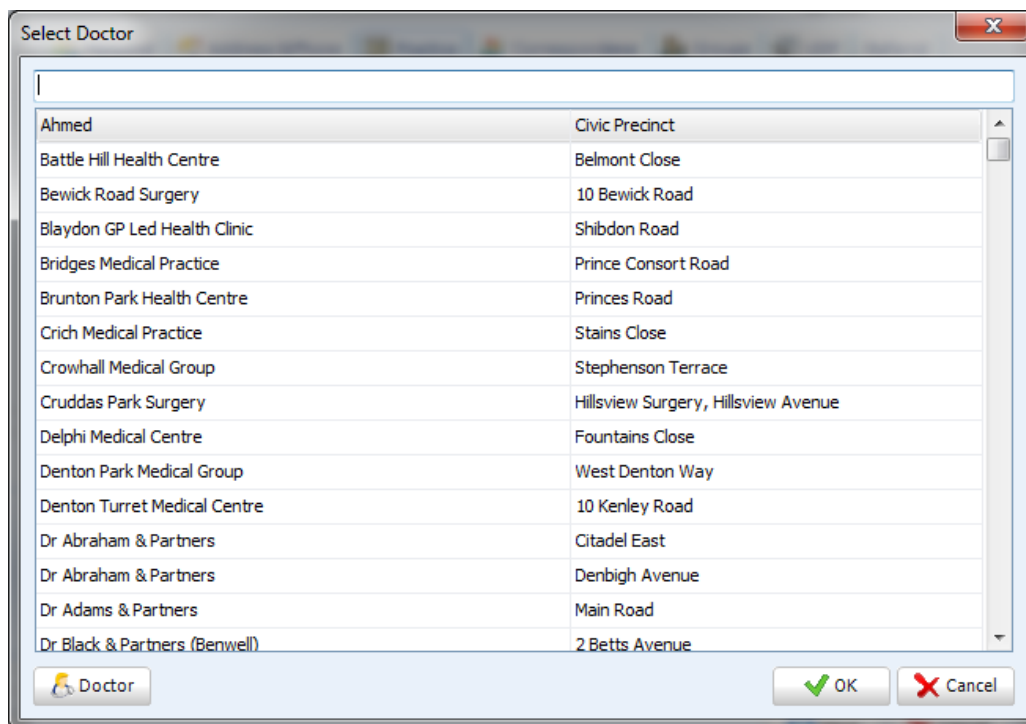 Select Doctor
Ahmed Civic Precinct
Battle Hill Health Centre Belmont Close
Bewick Road Surgery 10 Bewick Road
Blaydon GP Led Health Clinic Shibdon Road
Bridges Medical Practice Prince Consort Road
Brunton Park Health Centre Princes Road
Crich Medical Practice Stains Close
Crowhall Medical Group Stephenson Terrace
Cruddas Park Surgery Hillsview Surgery, Hillsview Avenue
Delphi Medical Centre Fountains Close
Denton Park Medical Group West Denton Way
Denton Turret Medical Centre 10 Kenley Road
Dr Abraham & Partners Citadel East
Dr Abraham & Partners Denbigh Avenue
Dr Adams & Partners Main Road
Dr Black & Partners (Benwell) 2 Betts Avenue
Doctor OK Cancel